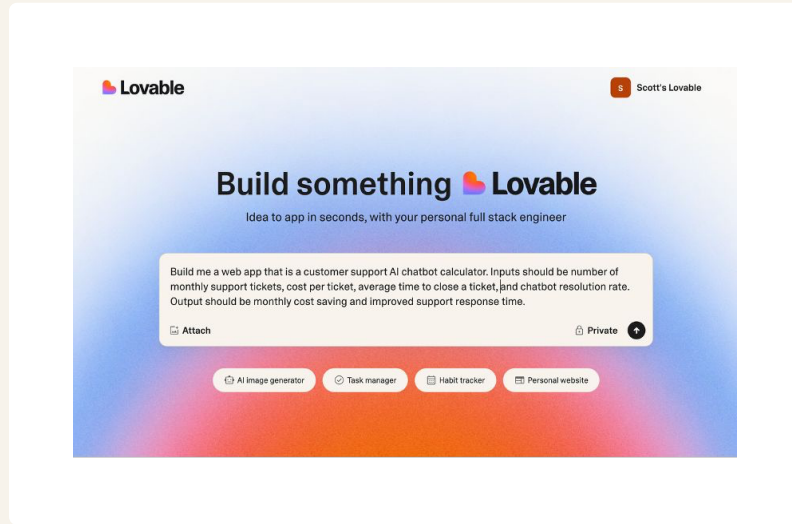 Lovable
S
Scott's Lovable
Build something Lovable
Idea to app in seconds, with your personal full stack engineer
Build me a web app that is a customer support AI chatbot calculator. Inputs should be number of
monthly support tickets, cost per ticket, average time to close a ticket, and chatbot resolution rate.
Output should be monthly cost saving and improved support response time.
Attach
Private
AI image generator
Task manager
Habit tracker
Personal website